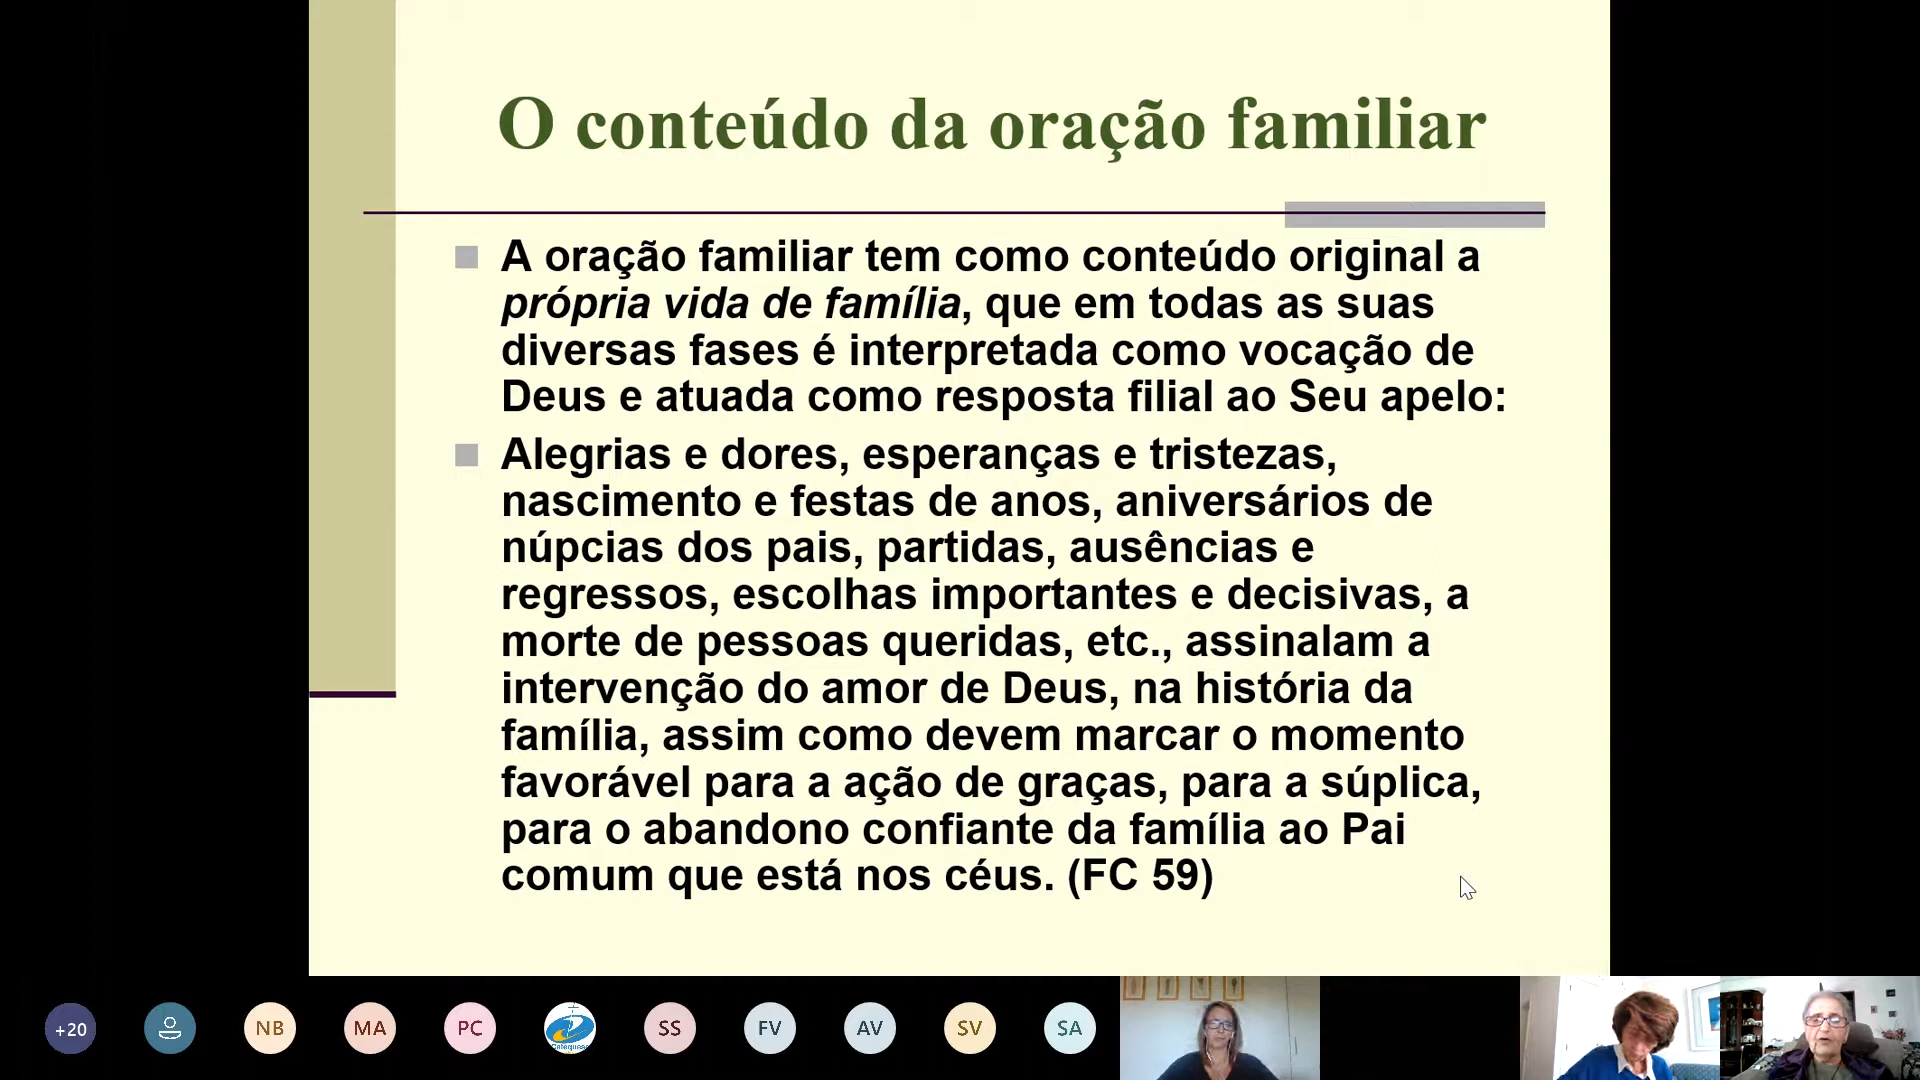 O conteúdo da oração familiar
A oração familiar tem como conteúdo original a
própria vida de família, que em todas as suas
diversas fases é interpretada como vocação de
Deus e atuada como resposta filial ao Seu apelo:
Alegrias e dores, esperanças e tristezas,
nascimento e festas de anos, aniversários de
núpcias dos pais, partidas, ausências e
regressos, escolhas importantes e decisivas, a
morte de pessoas queridas, etc., assinalam a
intervenção do amor de Deus, na história da
família, assim como devem marcar o momento
favorável para a ação de graças, para a súplica,
para o abandono confiante da família ao Pai
comum que está nos céus. (FC 59)
+20 NB MA PC Catequese SS FV AV SV SA